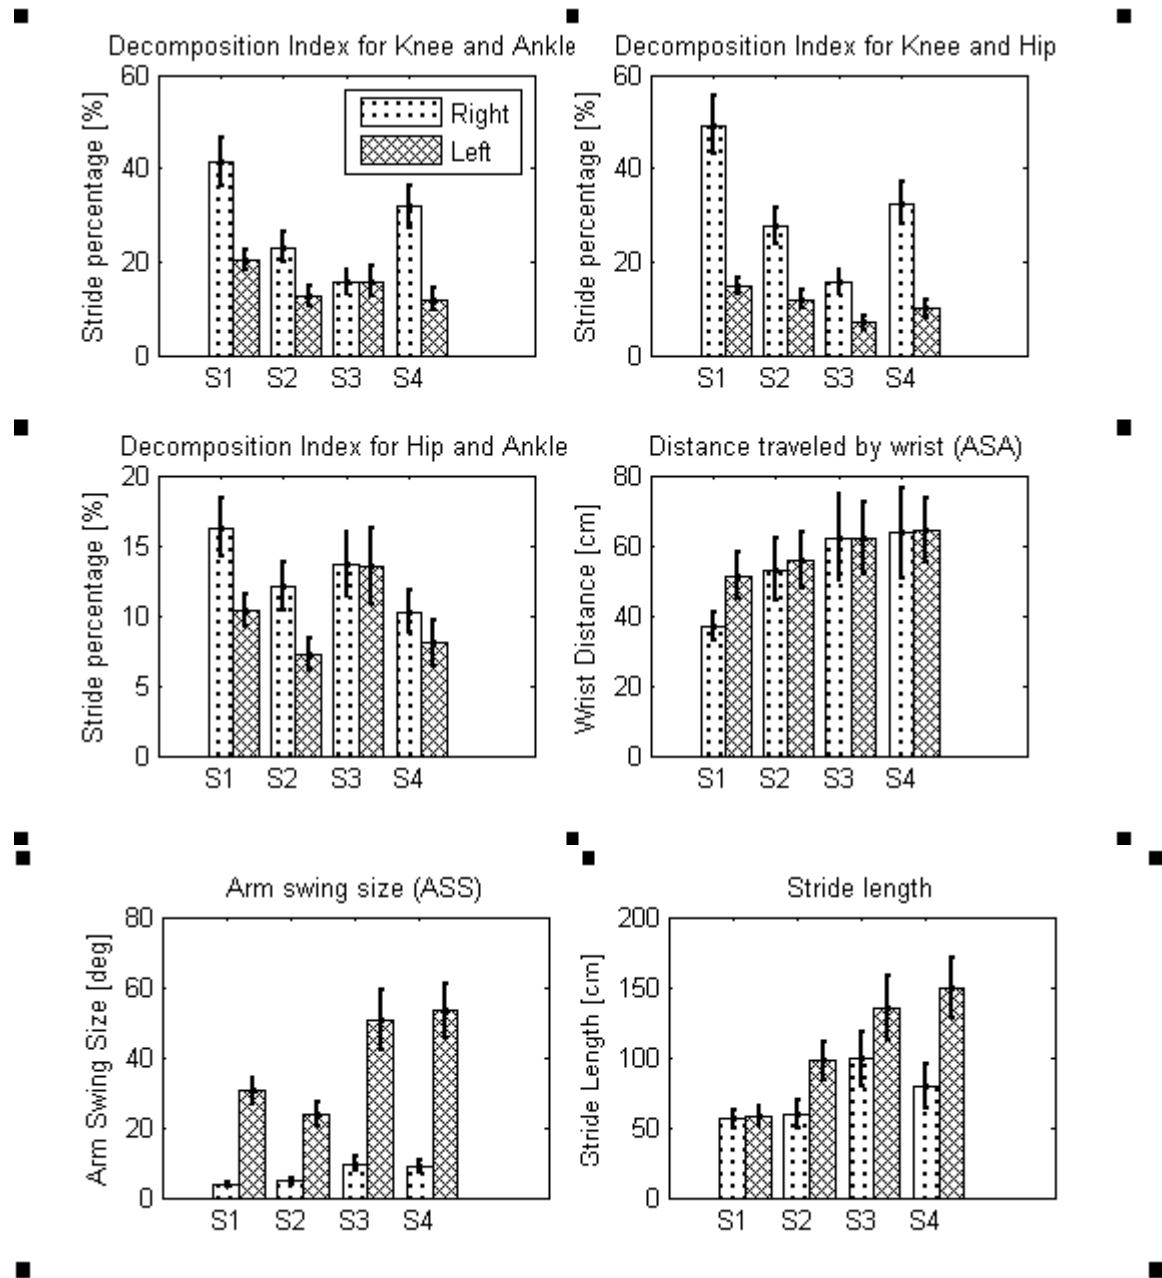 Decomposition Index for Knee and Ankle
60
40
20
0
Stride percentage [%]
Right
Left
S1 S2 S3 S4
Decomposition Index for Knee and Hip
60
40
20
0
Stride percentage [%]
S1 S2 S3 S4
Decomposition Index for Hip and Ankle
20
15
10
5
0
Stride percentage [%]
S1 S2 S3 S4
Distance traveled by wrist (ASA)
80
60
40
20
0
Wrist Distance [cm]
S1 S2 S3 S4
Arm swing size (ASS)
80
60
40
20
0
Arm Swing Size [deg]
S1 S2 S3 S4
Stride length
200
150
100
50
0
Stride Length [cm]
S1 S2 S3 S4